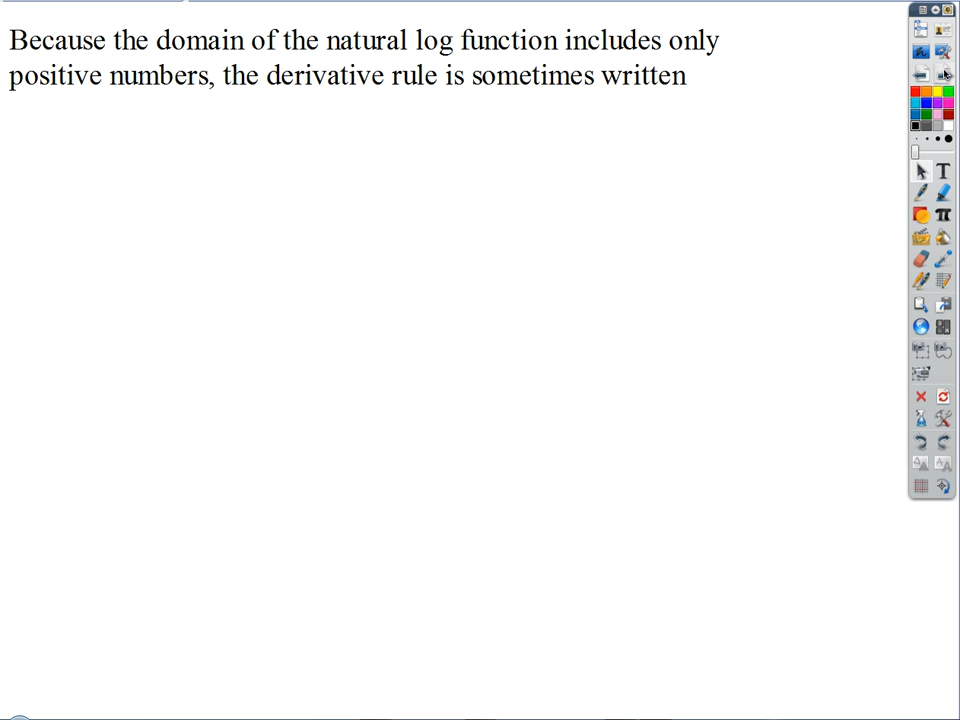 Because the domain of the natural log function includes only
positive numbers, the derivative rule is sometimes written